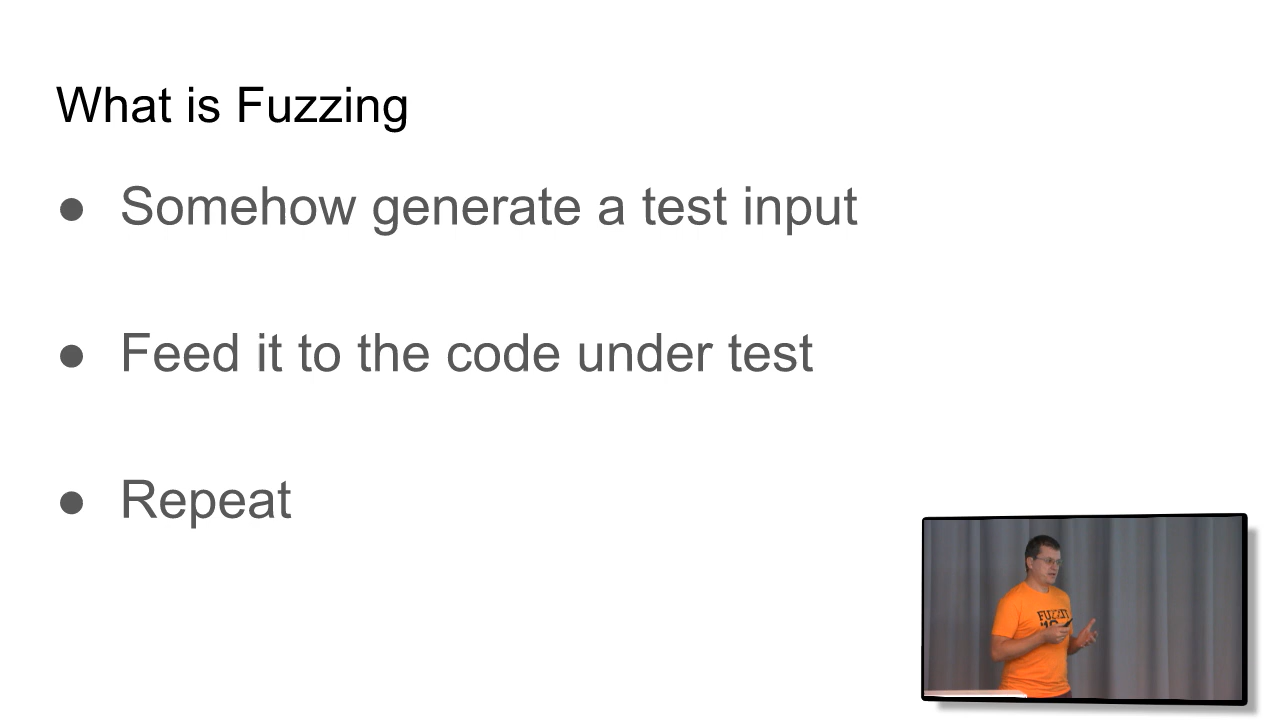 What is Fuzzing
● Somehow generate a test input
● Feed it to the code under test
● Repeat